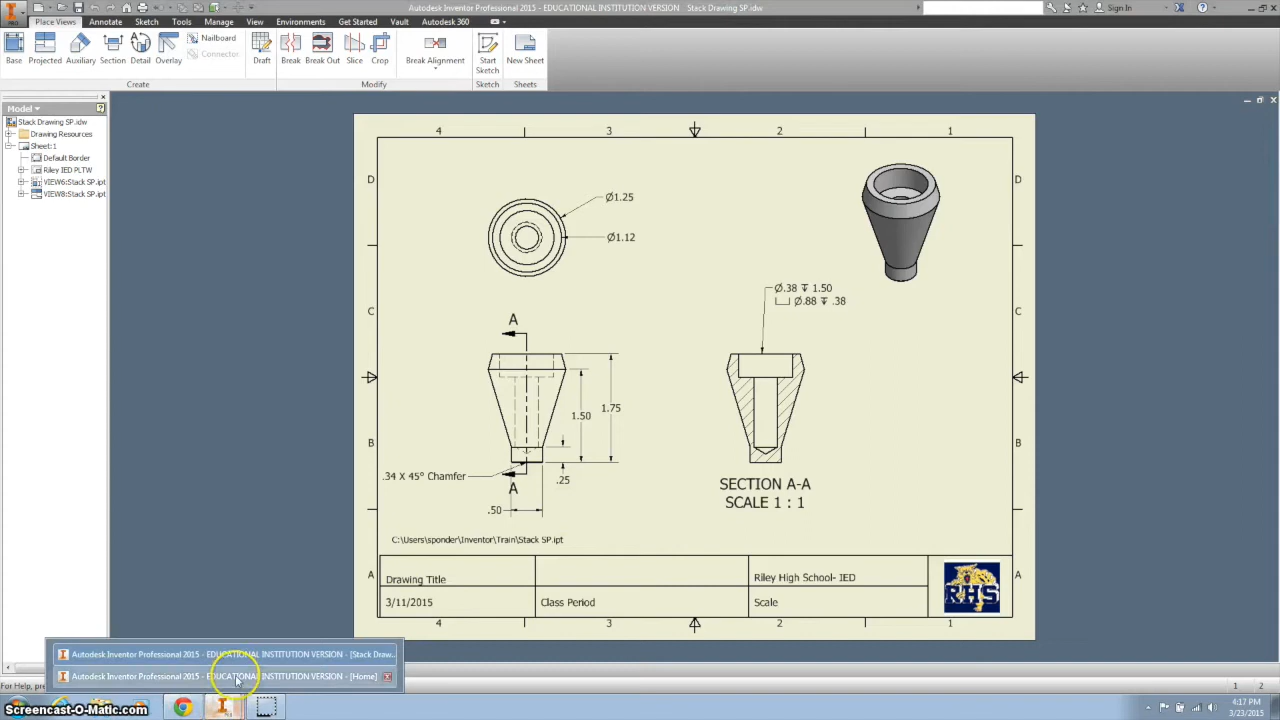 Autodesk Inventor Professional 2015 - EDUCATIONAL INSTITUTION VERSION   Stack Drawing SP.idw
Sign In
PRO
Place Views Annotate Sketch Tools Manage View Environments Get Started Vault Autodesk 360
Base Projected Auxiliary Section Detail Overlay
Nailboard
Connector
Draft
Break Break Out Slice Crop
Break Alignment
Start Sketch
New Sheet
Create
Modify
Sketch
Sheets
Model
Stack Drawing SP.idw
Drawing Resources
Sheet:1
Default Border
Riley IED PLTW
VIEW6:Stack SP.ipt
VIEW8:Stack SP.ipt
4 3 2 1
D
D
Ø1.25
Ø1.12
Ø.38 ↧ 1.50
⌴ Ø.88 ↧ .38
C
C
A
1.50
1.75
B
B
.34 X 45° Chamfer
A
.25
.50
SECTION A-A
SCALE 1 : 1
C:\Users\sponder\Inventor\Train\Stack SP.ipt
A
A
Drawing Title
Riley High School- IED
3/11/2015
Class Period
Scale
RHS
4 3 2 1
Autodesk Inventor Professional 2015 - EDUCATIONAL INSTITUTION VERSION - [Stack Draw...
Autodesk Inventor Professional 2015 - EDUCATIONAL INSTITUTION VERSION - [Home]
For Help, pre
1 2
Screencast-O-Matic.com
4:17 PM
3/23/2015